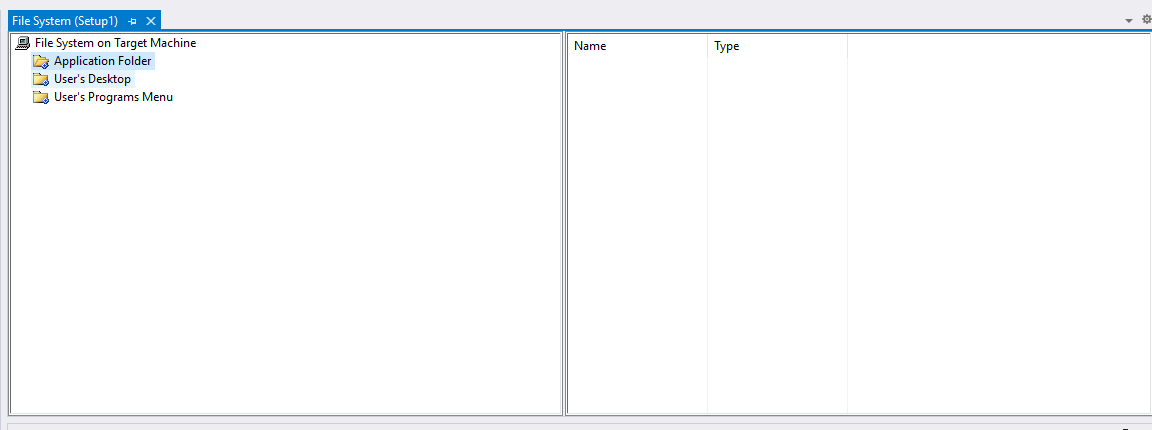 File System (Setup1)
File System on Target Machine
Application Folder
User's Desktop
User's Programs Menu
Name Type